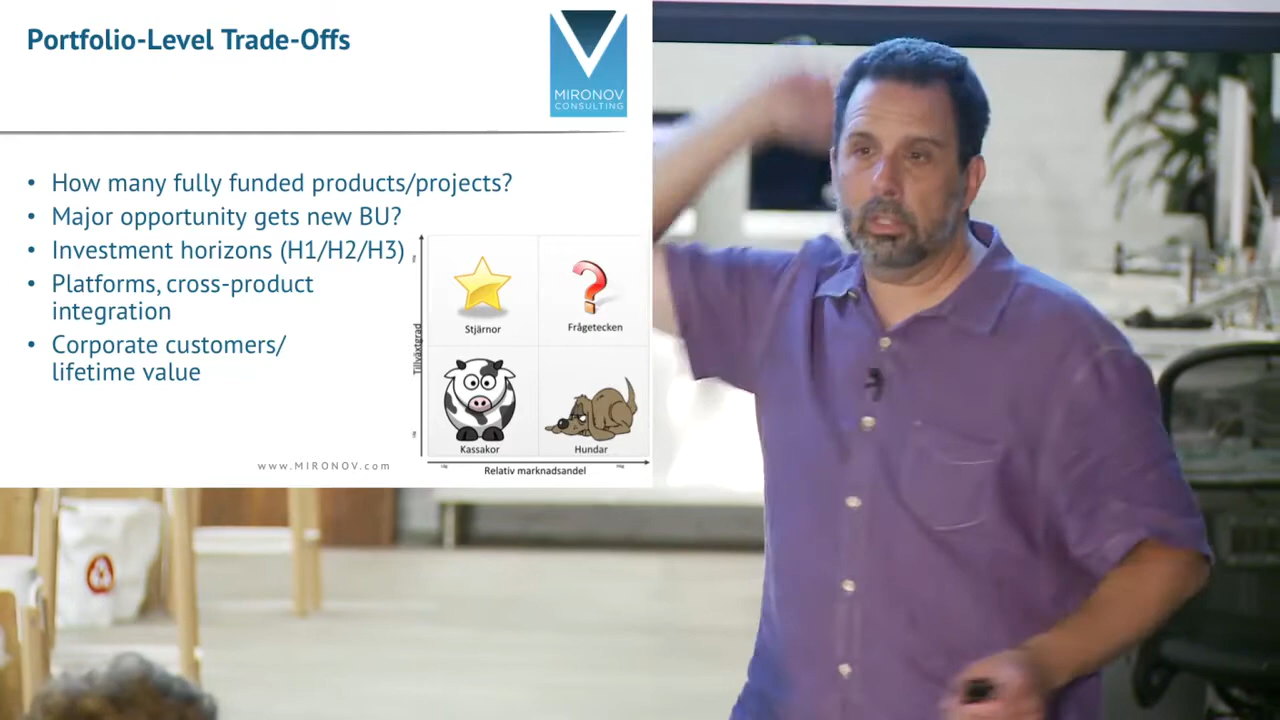 Portfolio-Level Trade-Offs
MIRONOV
CONSULTING
• How many fully funded products/projects?
• Major opportunity gets new BU?
• Investment horizons (H1/H2/H3)
• Platforms, cross-product
integration
• Corporate customers/
lifetime value
Tillväxtgrad
Stjärnor
Frågetecken
Kassakor
Hundar
Relativ marknadsandel
www.MIRONOV.com